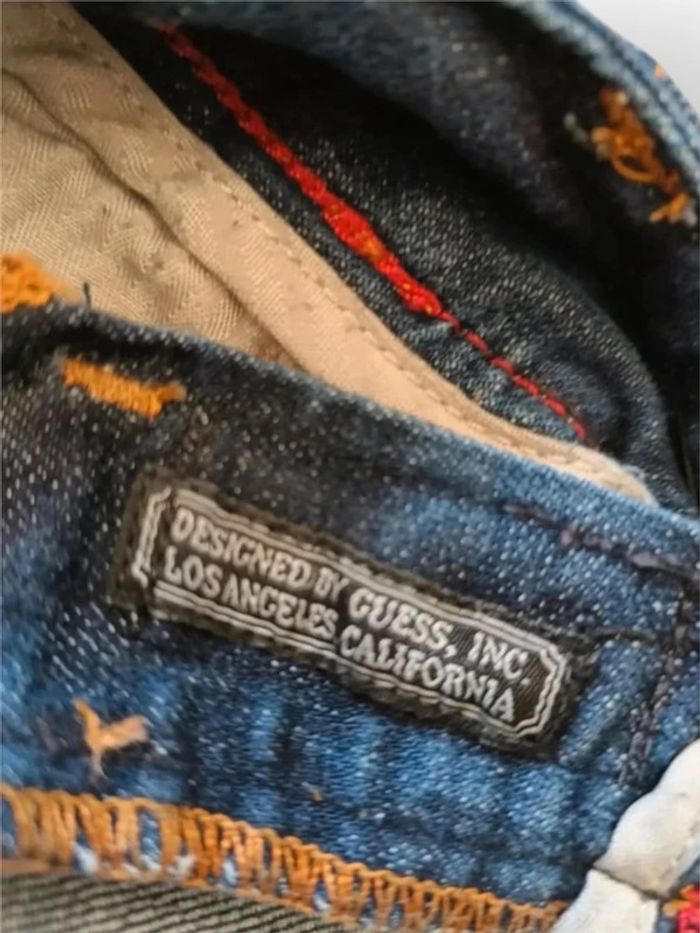 DESIGNED BY GUESS, INC.
LOS ANGELES CALIFORNIA